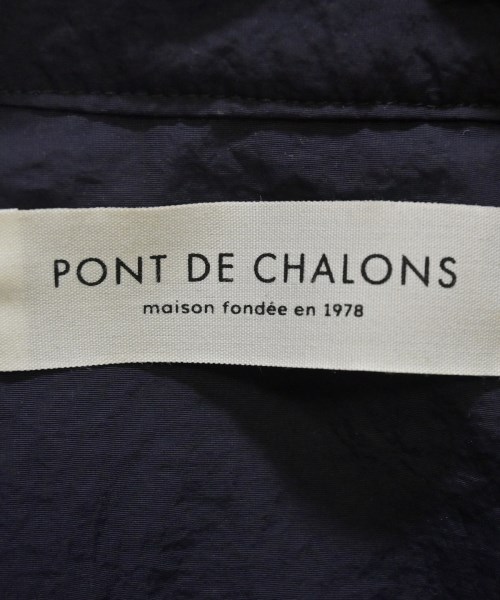 PONT DE CHALONS
maison fondée en 1978